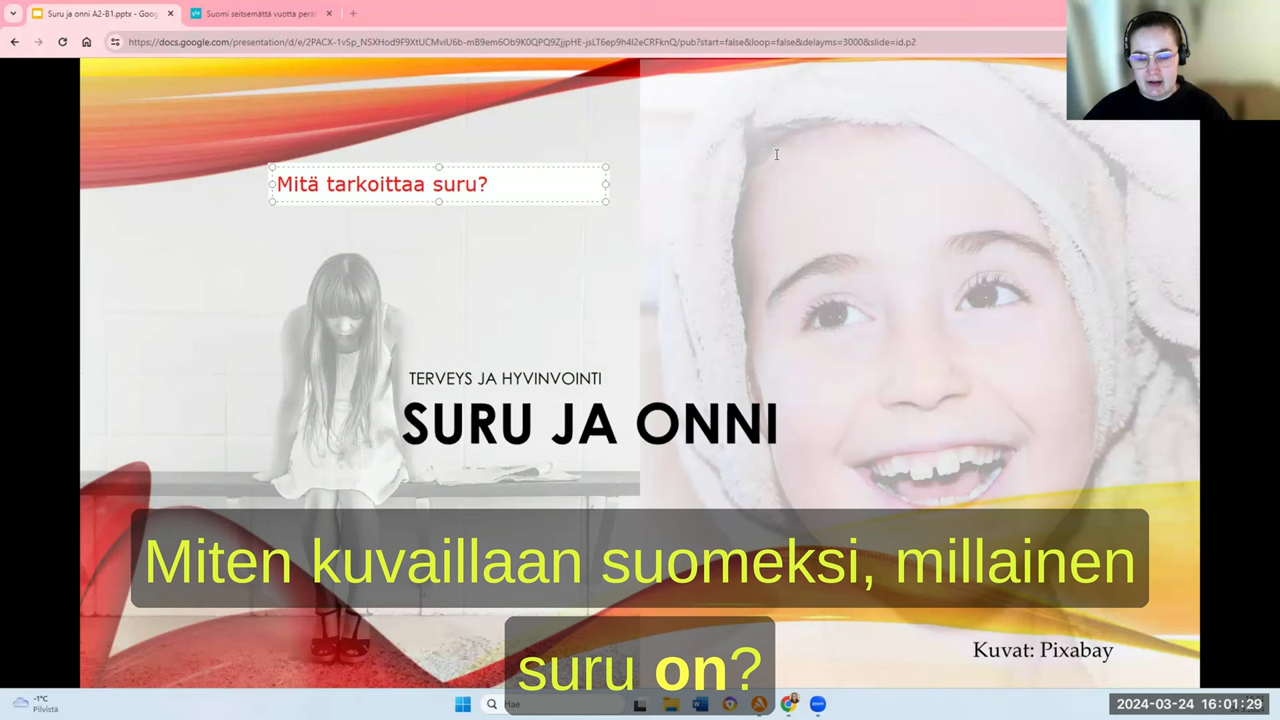 Suru ja onni A2-B1.pptx - Goog
Suomi seitsemättä vuotta perä
https://docs.google.com/presentation/d/e/2PACX-1vSp_NSXHod9F9XtUCMviU6b-mB9em6Ob9K0QPQ9ZjjpHE-jsLT6ep9h4I2eCRFknQ/pub?start=false&loop=false&delayms=3000&slide=id.p2
Mitä tarkoittaa suru?
TERVEYS JA HYVINVOINTI
SURU JA ONNI
Miten kuvaillaan suomeksi, millainen
suru on?
Kuvat: Pixabay
-1°C
Pilvistä
Hae
2024-03-24 16:01:29